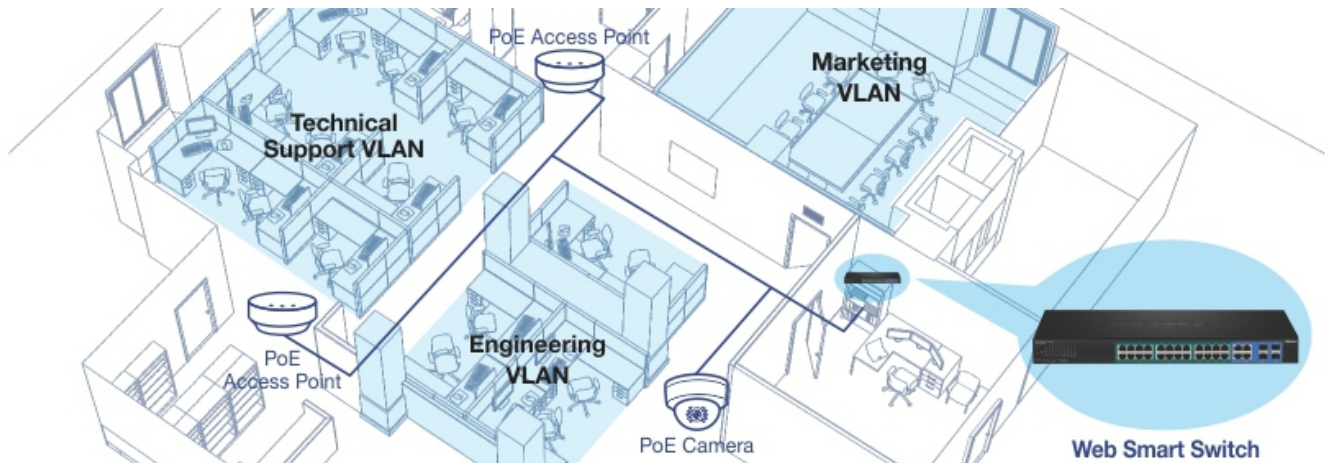 PoE Access Point
Marketing
VLAN
Technical
Support VLAN
PoE
Access Point
Engineering
VLAN
PoE Camera
Web Smart Switch